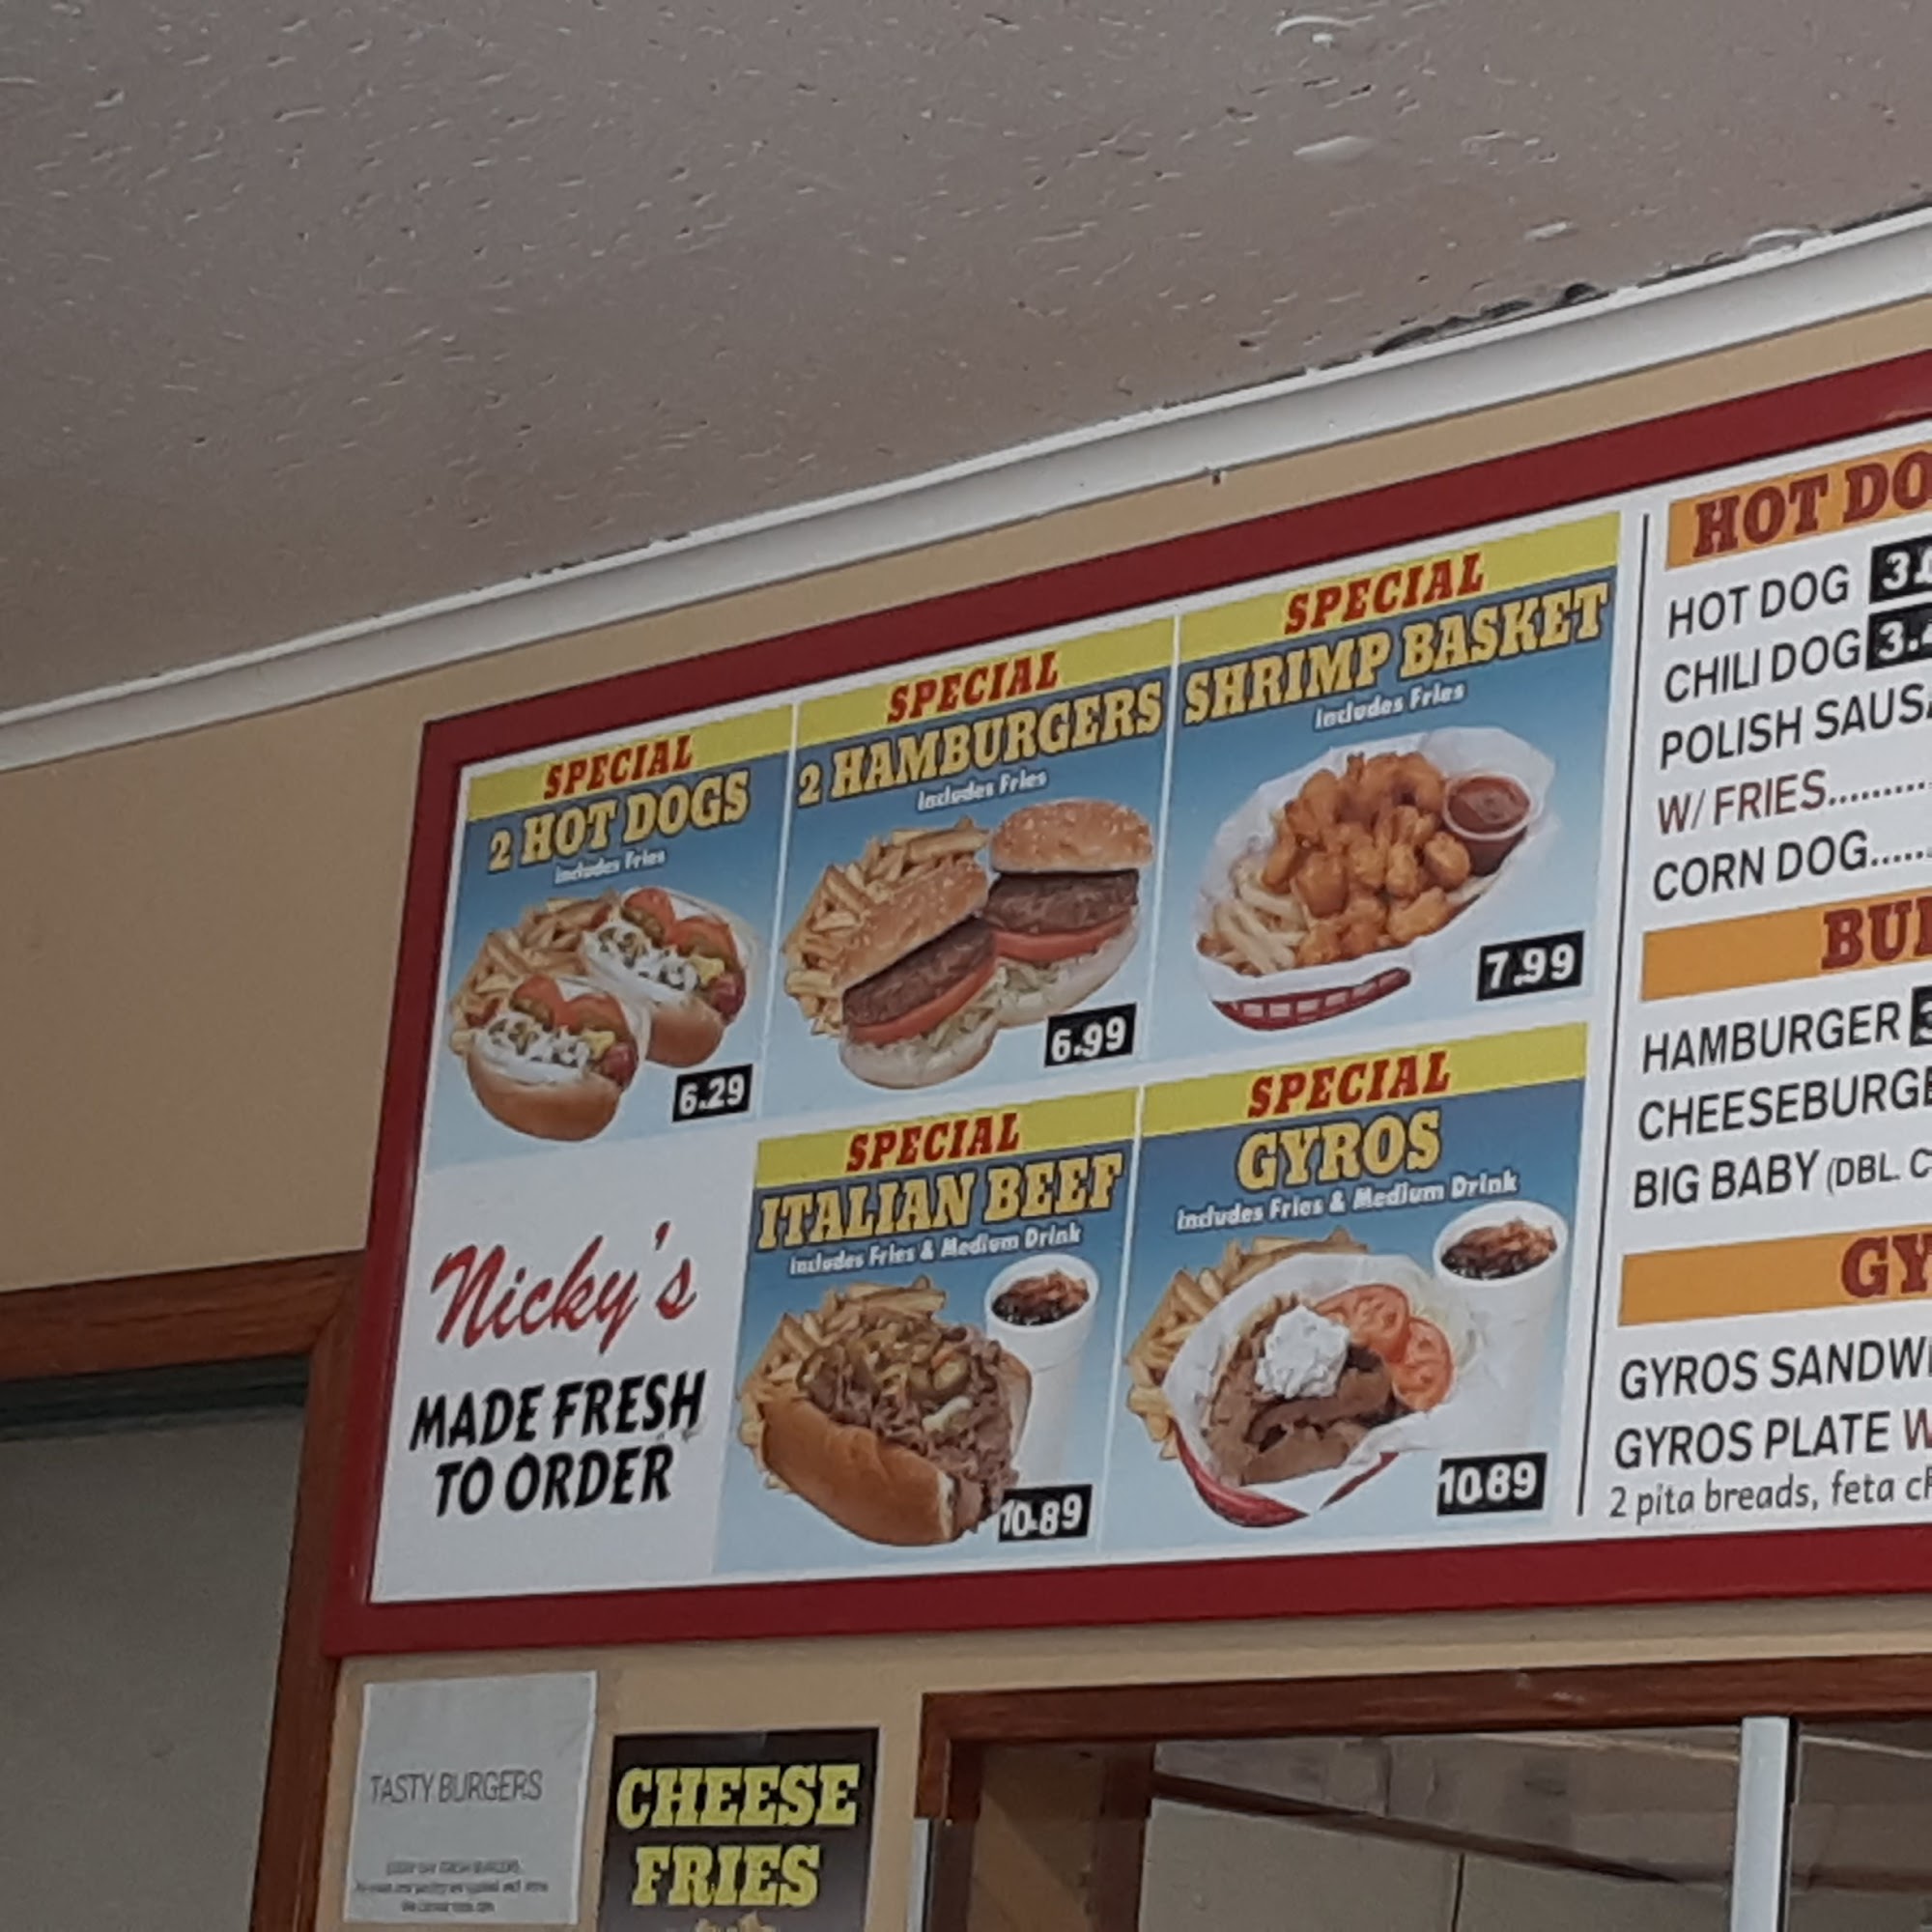 SPECIAL
2 HOT DOGS
Includes Fries
6.29
SPECIAL
2 HAMBURGERS
Includes Fries
6.99
SPECIAL
SHRIMP BASKET
Includes Fries
7.99
Nicky's
MADE FRESH
TO ORDER
SPECIAL
ITALIAN BEEF
Includes Fries & Medium Drink
10.89
SPECIAL
GYROS
Includes Fries & Medium Drink
10.89
HOT DO
HOT DOG 3.
CHILI DOG 3.
POLISH SAUS
W/ FRIES.........
CORN DOG.....
BU
HAMBURGER
CHEESEBURGE
BIG BABY (DBL. C
GY
GYROS SANDW
GYROS PLATE W
2 pita breads, feta
TASTY BURGERS
CHEESE
FRIES